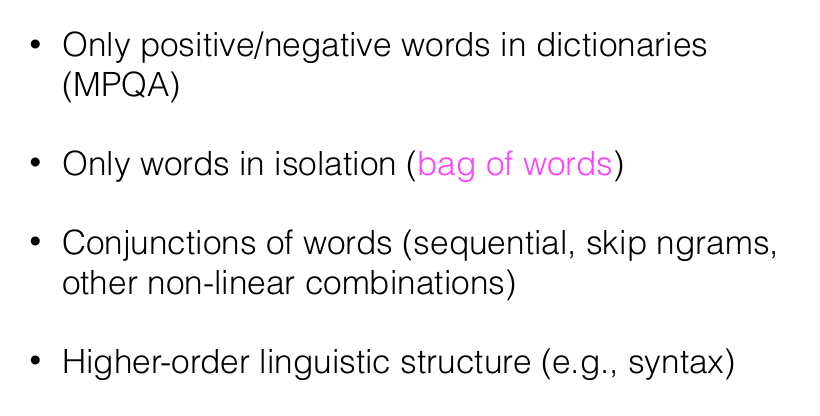 • Only positive/negative words in dictionaries
(MPQA)
• Only words in isolation (bag of words)
• Conjunctions of words (sequential, skip ngrams,
other non-linear combinations)
• Higher-order linguistic structure (e.g., syntax)